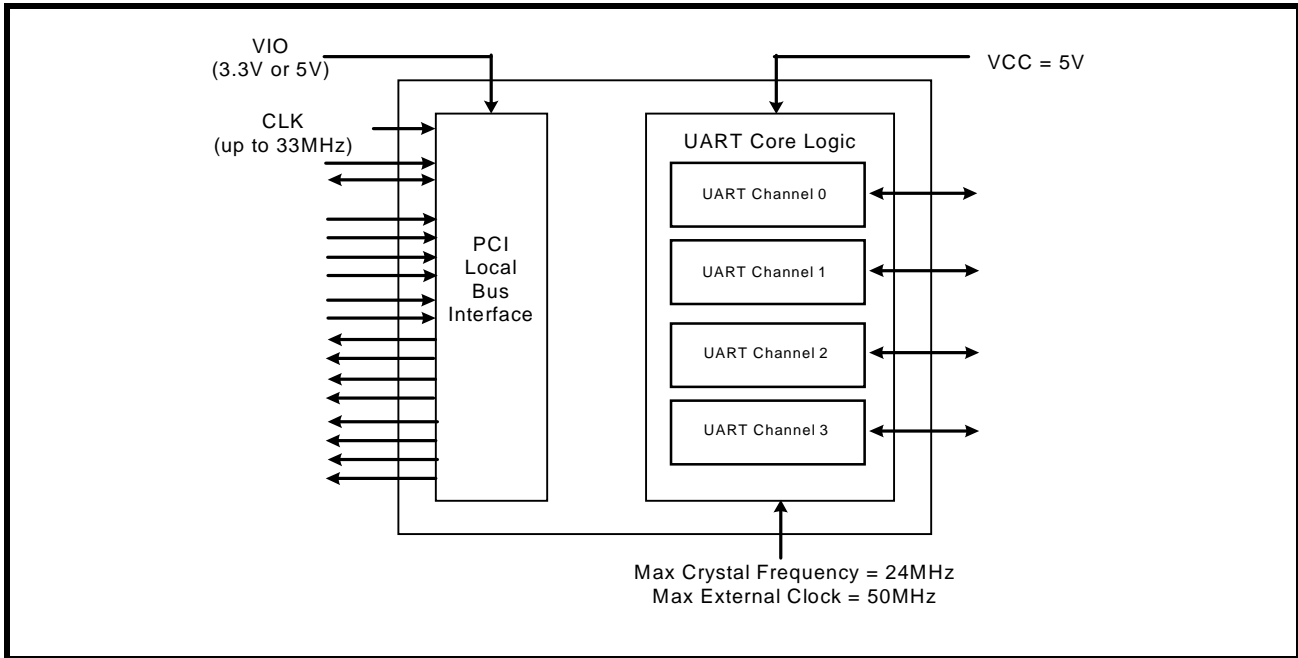 VIO
(3.3V or 5V)
VCC = 5V
CLK
(up to 33MHz)
PCI
Local
Bus
Interface
UART Core Logic
UART Channel 0
UART Channel 1
UART Channel 2
UART Channel 3
Max Crystal Frequency = 24MHz
Max External Clock = 50MHz